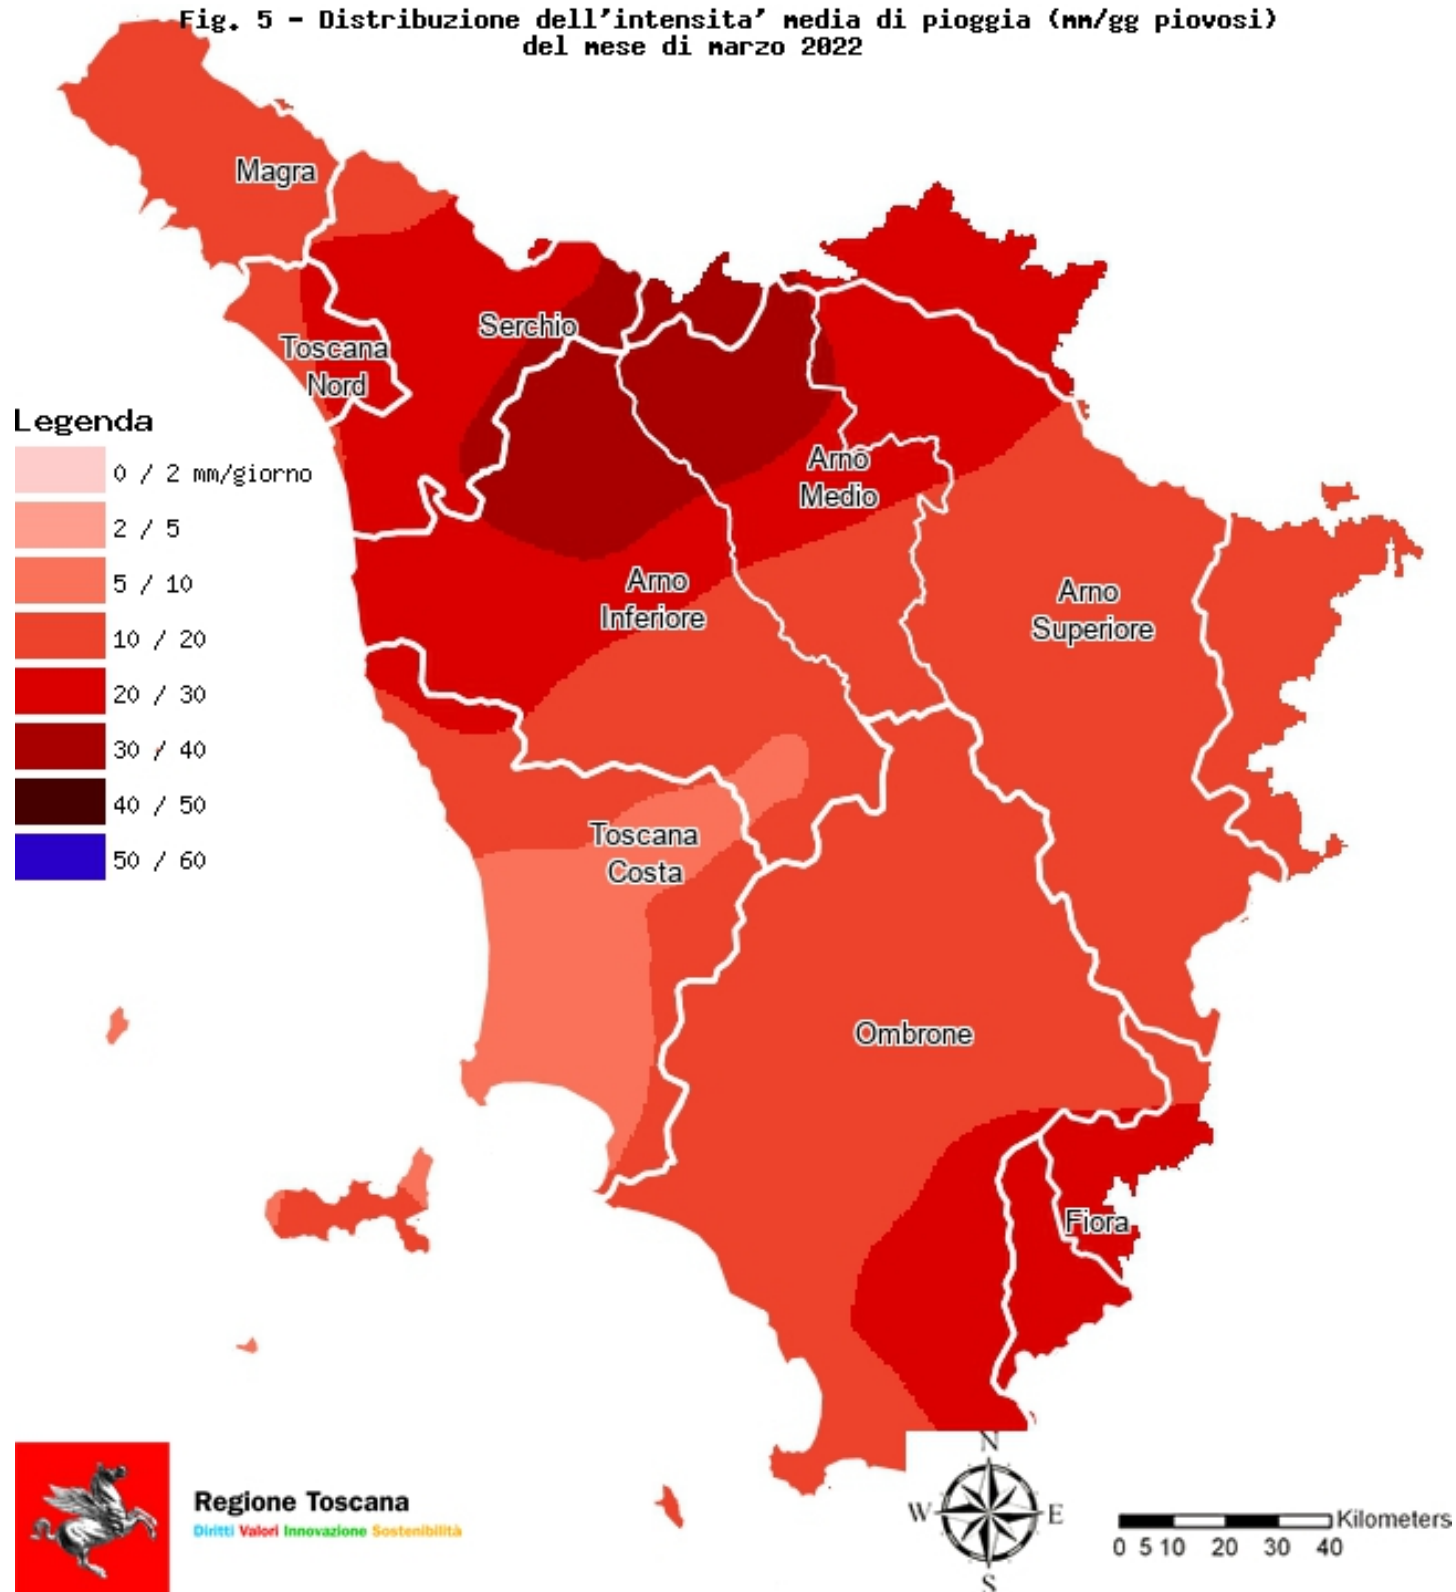 Fig. 5 - Distribuzione dell'intensita' media di pioggia (mm/gg piovosi)
del mese di marzo 2022
Magra
Serchio
Toscana
Nord
Legenda
0 / 2 mm/giorno
2 / 5
5 / 10
10 / 20
20 / 30
30 / 40
40 / 50
50 / 60
Arno
Medio
Arno
Inferiore
Arno
Superiore
Toscana
Costa
Ombrone
Fiora
Regione Toscana
Diritti Valori Innovazione Sostenibilità
N
W
E
S
Kilometers
0 5 10 20 30 40